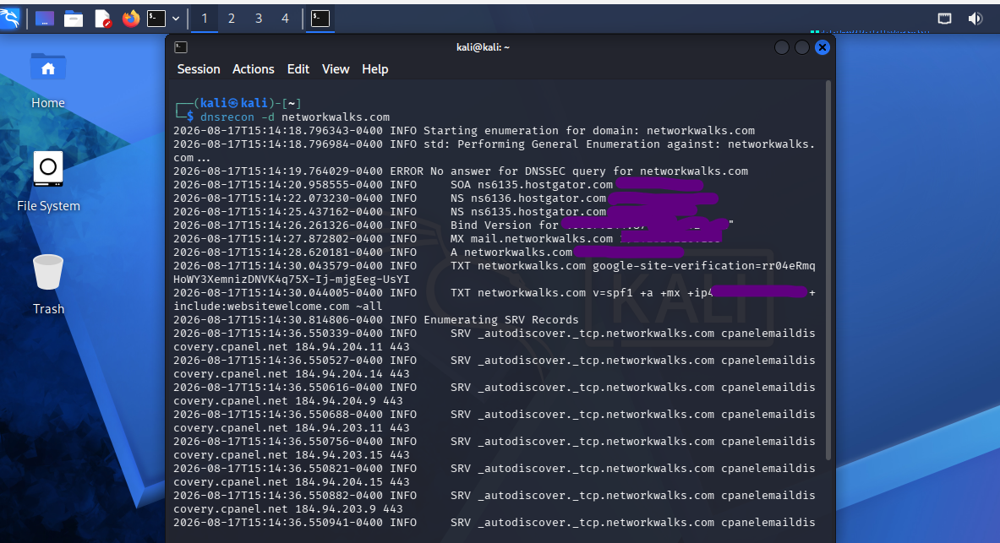 1 2 3 4
kali@kali: ~
Session Actions Edit View Help
Home
File System
Trash
┌──(kali㉿kali)-[~]
└─$ dnsrecon -d networkwalks.com
2026-08-17T15:14:18.796343-0400 INFO Starting enumeration for domain: networkwalks.com
2026-08-17T15:14:18.796984-0400 INFO std: Performing General Enumeration against: networkwalks.
com...
2026-08-17T15:14:19.764029-0400 ERROR No answer for DNSSEC query for networkwalks.com
2026-08-17T15:14:20.958555-0400 INFO SOA ns6135.hostgator.com
2026-08-17T15:14:22.073230-0400 INFO NS ns6136.hostgator.com
2026-08-17T15:14:25.437162-0400 INFO NS ns6135.hostgator.com
2026-08-17T15:14:26.261326-0400 INFO Bind Version for "
2026-08-17T15:14:27.872802-0400 INFO MX mail.networkwalks.com
2026-08-17T15:14:28.620181-0400 INFO A networkwalks.com
2026-08-17T15:14:30.043579-0400 INFO TXT networkwalks.com google-site-verification=rr04eRmq
HoWY3XemnizDNVK4q75X-Ij-mjgEeg-UsYI
2026-08-17T15:14:30.044005-0400 INFO TXT networkwalks.com v=spf1 +a +mx +ip4 +
include:websitewelcome.com ~all
2026-08-17T15:14:30.814806-0400 INFO Enumerating SRV Records
2026-08-17T15:14:36.550339-0400 INFO SRV _autodiscover._tcp.networkwalks.com cpanelemaildis
covery.cpanel.net 184.94.204.11 443
2026-08-17T15:14:36.550527-0400 INFO SRV _autodiscover._tcp.networkwalks.com cpanelemaildis
covery.cpanel.net 184.94.204.14 443
2026-08-17T15:14:36.550616-0400 INFO SRV _autodiscover._tcp.networkwalks.com cpanelemaildis
covery.cpanel.net 184.94.204.9 443
2026-08-17T15:14:36.550688-0400 INFO SRV _autodiscover._tcp.networkwalks.com cpanelemaildis
covery.cpanel.net 184.94.203.11 443
2026-08-17T15:14:36.550756-0400 INFO SRV _autodiscover._tcp.networkwalks.com cpanelemaildis
covery.cpanel.net 184.94.203.15 443
2026-08-17T15:14:36.550821-0400 INFO SRV _autodiscover._tcp.networkwalks.com cpanelemaildis
covery.cpanel.net 184.94.204.15 443
2026-08-17T15:14:36.550882-0400 INFO SRV _autodiscover._tcp.networkwalks.com cpanelemaildis
covery.cpanel.net 184.94.203.9 443
2026-08-17T15:14:36.550941-0400 INFO SRV _autodiscover._tcp.networkwalks.com cpanelemaildis
KALI